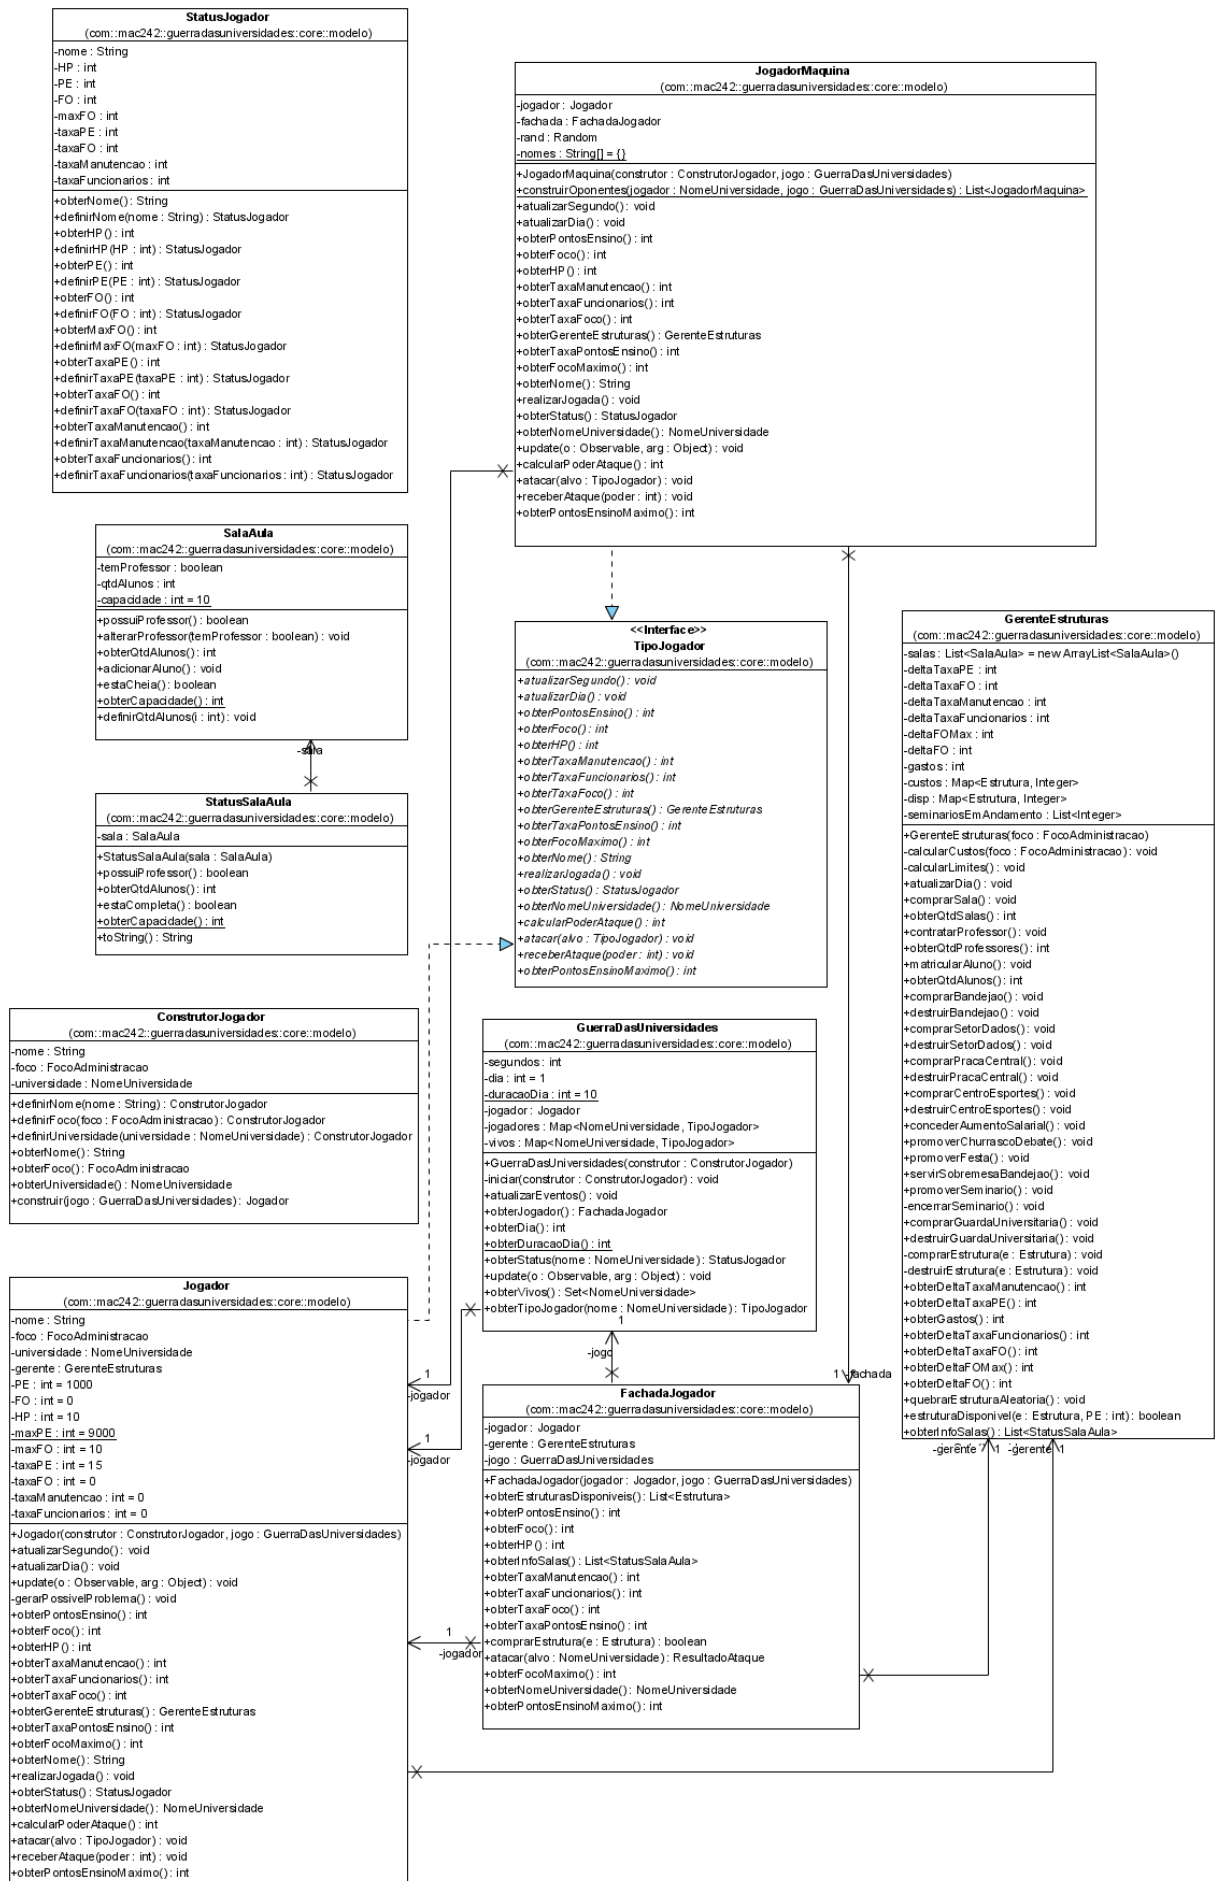 StatusJogador
(com::mac242::guerradasuniversidades::core::modelo)
-nome : String
-HP : int
-PE : int
-FO : int
-maxFO : int
-taxaPE : int
-taxaFO : int
-taxaManutencao : int
-taxaFuncionarios : int
+obterNome() : String
+definirNome(nome : String) : StatusJogador
+obterHP() : int
+definirHP(HP : int) : StatusJogador
+obterPE() : int
+definirPE(PE : int) : StatusJogador
+obterFO() : int
+definirFO(FO : int) : StatusJogador
+obterMaxFO() : int
+definirMaxFO(maxFO : int) : StatusJogador
+obterTaxaPE() : int
+definirTaxaPE(taxaPE : int) : StatusJogador
+obterTaxaFO() : int
+definirTaxaFO(taxaFO : int) : StatusJogador
+obterTaxaManutencao() : int
+definirTaxaManutencao(taxaManutencao : int) : StatusJogador
+obterTaxaFuncionarios() : int
+definirTaxaFuncionarios(taxaFuncionarios : int) : StatusJogador
JogadorMaquina
(com::mac242::guerradasuniversidades::core::modelo)
-jogador : Jogador
-fachada : FachadaJogador
-rand : Random
-nomes : String[] = {}
+JogadorMaquina(construtor : ConstrutorJogador, jogo : GuerraDasUniversidades)
+construirOponentes(jogador : NomeUniversidade, jogo : GuerraDasUniversidades) : List<JogadorMaquina>
+atualizarSegundo() : void
+atualizarDia() : void
+obterPontosEnsino() : int
+obterFoco() : int
+obterHP() : int
+obterTaxaManutencao() : int
+obterTaxaFuncionarios() : int
+obterTaxaFoco() : int
+obterGerenteEstruturas() : GerenteEstruturas
+obterTaxaPontosEnsino() : int
+obterFocoMaximo() : int
+obterNome() : String
+realizarJogada() : void
+obterStatus() : StatusJogador
+obterNomeUniversidade() : NomeUniversidade
+update(o : Observable, arg : Object) : void
+calcularPoderAtaque() : int
+atacar(alvo : TipoJogador) : void
+receberAtaque(poder : int) : void
+obterPontosEnsinoMaximo() : int
SalaAula
(com::mac242::guerradasuniversidades::core::modelo)
-temProfessor : boolean
-qtdAlunos : int
-capacidade : int = 10
+possuiProfessor() : boolean
+alterarProfessor(temProfessor : boolean) : void
+obterQtdAlunos() : int
+adicionarAluno() : void
+estaCheia() : boolean
+obterCapacidade() : int
+definirQtdAlunos(i : int) : void
-sala
StatusSalaAula
(com::mac242::guerradasuniversidades::core::modelo)
-sala : SalaAula
+StatusSalaAula(sala : SalaAula)
+possuiProfessor() : boolean
+obterQtdAlunos() : int
+estaCompleta() : boolean
+obterCapacidade() : int
+toString() : String
<<Interface>>
TipoJogador
(com::mac242::guerradasuniversidades::core::modelo)
+atualizarSegundo() : void
+atualizarDia() : void
+obterPontosEnsino() : int
+obterFoco() : int
+obterHP() : int
+obterTaxaManutencao() : int
+obterTaxaFuncionarios() : int
+obterTaxaFoco() : int
+obterGerenteEstruturas() : GerenteEstruturas
+obterTaxaPontosEnsino() : int
+obterFocoMaximo() : int
+obterNome() : String
+realizarJogada() : void
+obterStatus() : StatusJogador
+obterNomeUniversidade() : NomeUniversidade
+calcularPoderAtaque() : int
+atacar(alvo : TipoJogador) : void
+receberAtaque(poder : int) : void
+obterPontosEnsinoMaximo() : int
GerenteEstruturas
(com::mac242::guerradasuniversidades::core::modelo)
-salas : List<SalaAula> = new ArrayList<SalaAula>()
-deltaTaxaPE : int
-deltaTaxaFO : int
-deltaTaxaManutencao : int
-deltaTaxaFuncionarios : int
-deltaFOMax : int
-deltaFO : int
-gastos : int
-custos : Map<Estrutura, Integer>
-disp : Map<Estrutura, Integer>
-seminariosEmAndamento : List<Integer>
+GerenteEstruturas(foco : FocoAdministracao)
-calcularCustos(foco : FocoAdministracao) : void
-calcularLimites() : void
+atualizarDia() : void
+comprarSala() : void
+obterQtdSalas() : int
+contratarProfessor() : void
+obterQtdProfessores() : int
+matricularAluno() : void
+obterQtdAlunos() : int
+comprarBandejao() : void
+destruirBandejao() : void
+comprarSetorDados() : void
+destruirSetorDados() : void
+comprarPracaCentral() : void
+destruirPracaCentral() : void
+comprarCentroEsportes() : void
+destruirCentroEsportes() : void
+concederAumentoSalarial() : void
+promoverChurrascoDebate() : void
+promoverFesta() : void
+servirSobremesaBandejao() : void
+promoverSeminario() : void
-encerrarSeminario() : void
+comprarGuardaUniversitaria() : void
+destruirGuardaUniversitaria() : void
-comprarEstrutura(e : Estrutura) : void
-destruirEstrutura(e : Estrutura) : void
+obterDeltaTaxaManutencao() : int
+obterDeltaTaxaPE() : int
+obterGastos() : int
+obterDeltaTaxaFuncionarios() : int
+obterDeltaTaxaFO() : int
+obterDeltaFOMax() : int
+obterDeltaFO() : int
+quebrarEstruturaAleatoria() : void
+estruturaDisponivel(e : Estrutura, PE : int) : boolean
+obterInfoSalas() : List<StatusSalaAula>
-gerente 1 -gerente 1
ConstrutorJogador
(com::mac242::guerradasuniversidades::core::modelo)
-nome : String
-foco : FocoAdministracao
-universidade : NomeUniversidade
+definirNome(nome : String) : ConstrutorJogador
+definirFoco(foco : FocoAdministracao) : ConstrutorJogador
+definirUniversidade(universidade : NomeUniversidade) : ConstrutorJogador
+obterNome() : String
+obterFoco() : FocoAdministracao
+obterUniversidade() : NomeUniversidade
+construir(jogo : GuerraDasUniversidades) : Jogador
GuerraDasUniversidades
(com::mac242::guerradasuniversidades::core::modelo)
-segundos : int
-dia : int = 1
-duracaoDia : int = 10
-jogador : Jogador
-jogadores : Map<NomeUniversidade, TipoJogador>
-vivos : Map<NomeUniversidade, TipoJogador>
+GuerraDasUniversidades(construtor : ConstrutorJogador)
-iniciar(construtor : ConstrutorJogador) : void
+atualizarEventos() : void
+obterJogador() : FachadaJogador
+obterDia() : int
+obterDuracaoDia() : int
+obterStatus(nome : NomeUniversidade) : StatusJogador
+update(o : Observable, arg : Object) : void
+obterVivos() : Set<NomeUniversidade>
+obterTipoJogador(nome : NomeUniversidade) : TipoJogador
1
-jogo
1 -fachada
1
-jogador
1
-jogador
1
-jogador
Jogador
(com::mac242::guerradasuniversidades::core::modelo)
-nome : String
-foco : FocoAdministracao
-universidade : NomeUniversidade
-gerente : GerenteEstruturas
-PE : int = 1000
-FO : int = 0
-HP : int = 10
-maxPE : int = 9000
-maxFO : int = 10
-taxaPE : int = 15
-taxaFO : int = 0
-taxaManutencao : int = 0
-taxaFuncionarios : int = 0
+Jogador(construtor : ConstrutorJogador, jogo : GuerraDasUniversidades)
+atualizarSegundo() : void
+atualizarDia() : void
+update(o : Observable, arg : Object) : void
-gerarPossivelProblema() : void
+obterPontosEnsino() : int
+obterFoco() : int
+obterHP() : int
+obterTaxaManutencao() : int
+obterTaxaFuncionarios() : int
+obterTaxaFoco() : int
+obterGerenteEstruturas() : GerenteEstruturas
+obterTaxaPontosEnsino() : int
+obterFocoMaximo() : int
+obterNome() : String
+realizarJogada() : void
+obterStatus() : StatusJogador
+obterNomeUniversidade() : NomeUniversidade
+calcularPoderAtaque() : int
+atacar(alvo : TipoJogador) : void
+receberAtaque(poder : int) : void
+obterPontosEnsinoMaximo() : int
FachadaJogador
(com::mac242::guerradasuniversidades::core::modelo)
-jogador : Jogador
-gerente : GerenteEstruturas
-jogo : GuerraDasUniversidades
+FachadaJogador(jogador : Jogador, jogo : GuerraDasUniversidades)
+obterEstruturasDisponiveis() : List<Estrutura>
+obterPontosEnsino() : int
+obterFoco() : int
+obterHP() : int
+obterInfoSalas() : List<StatusSalaAula>
+obterTaxaManutencao() : int
+obterTaxaFuncionarios() : int
+obterTaxaFoco() : int
+obterTaxaPontosEnsino() : int
+comprarEstrutura(e : Estrutura) : boolean
+atacar(alvo : NomeUniversidade) : ResultadoAtaque
+obterFocoMaximo() : int
+obterNomeUniversidade() : NomeUniversidade
+obterPontosEnsinoMaximo() : int